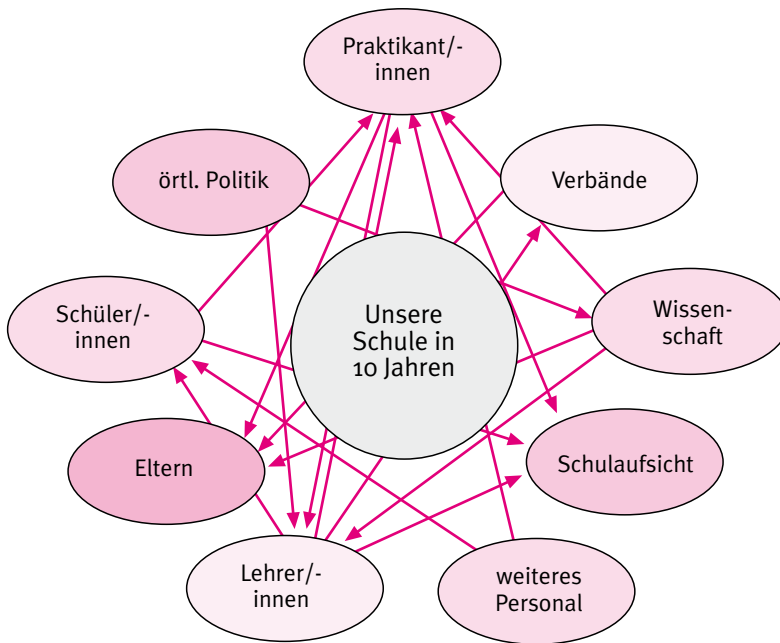 Praktikant/-
innen
örtl. Politik
Verbände
Schüler/-
innen
Unsere
Schule in
10 Jahren
Wissen-
schaft
Eltern
Schulaufsicht
Lehrer/-
innen
weiteres
Personal